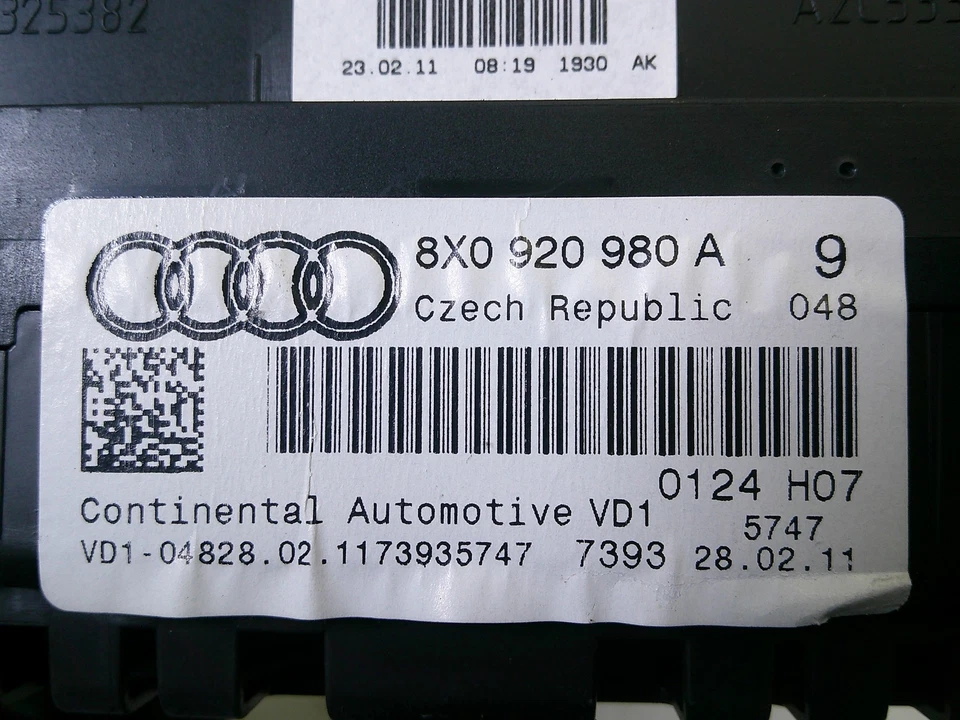 325382
23.02.11 08:19 1930 AK
8X0 920 980 A 9
Czech Republic 048
0124 H07
Continental Automotive VD1
5747
VD1-04828.02.1173935747 7393 28.02.11